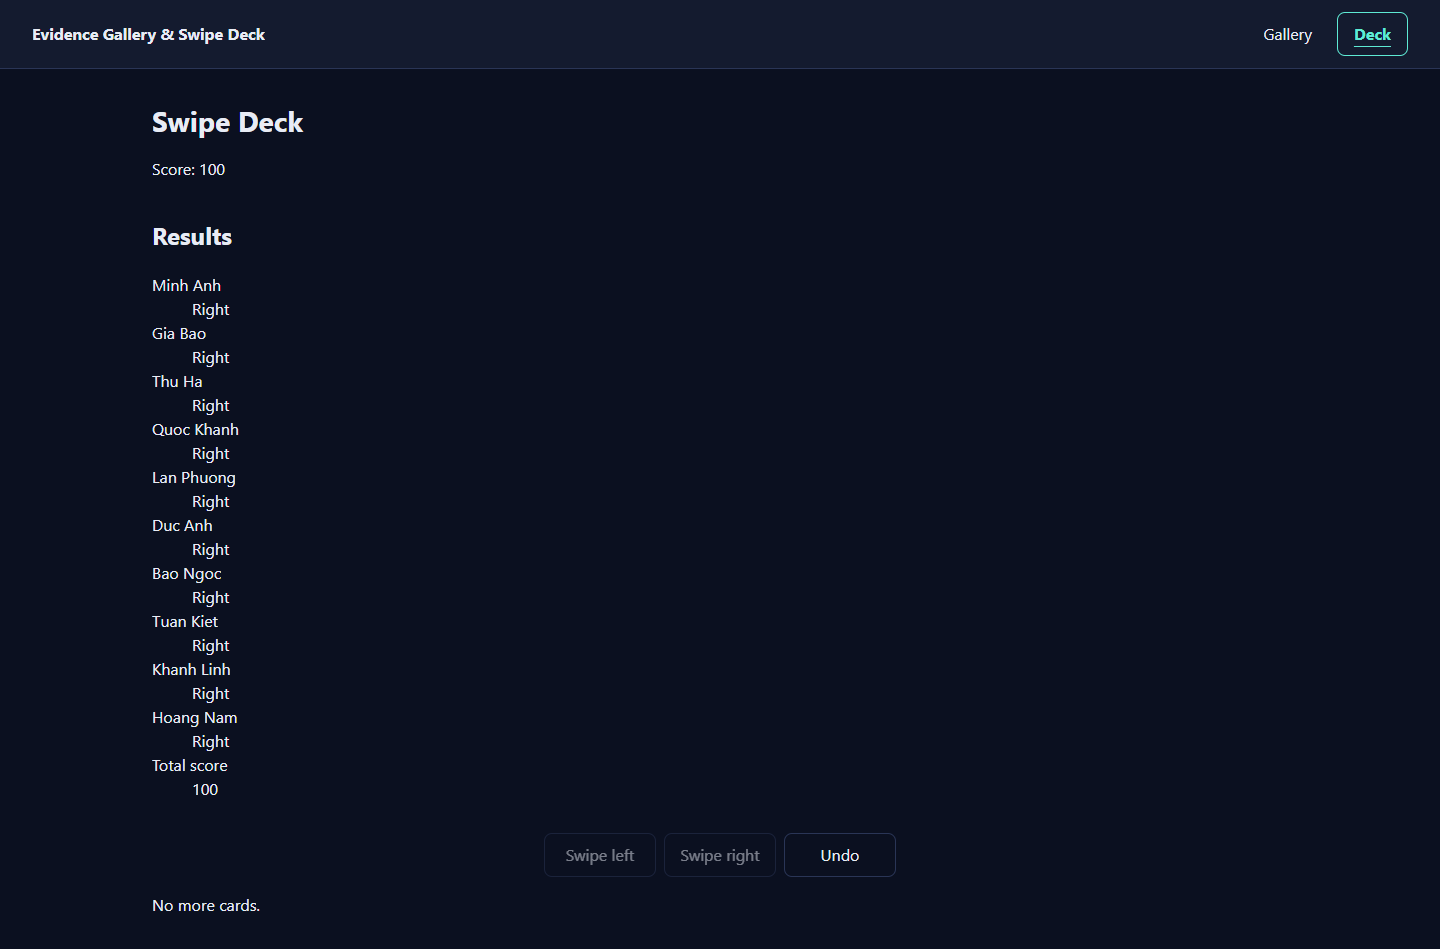 Evidence Gallery & Swipe Deck
Gallery
Deck
Swipe Deck
Score: 100
Results
Minh Anh
Right
Gia Bao
Right
Thu Ha
Right
Quoc Khanh
Right
Lan Phuong
Right
Duc Anh
Right
Bao Ngoc
Right
Tuan Kiet
Right
Khanh Linh
Right
Hoang Nam
Right
Total score
100
Swipe left
Swipe right
Undo
No more cards.